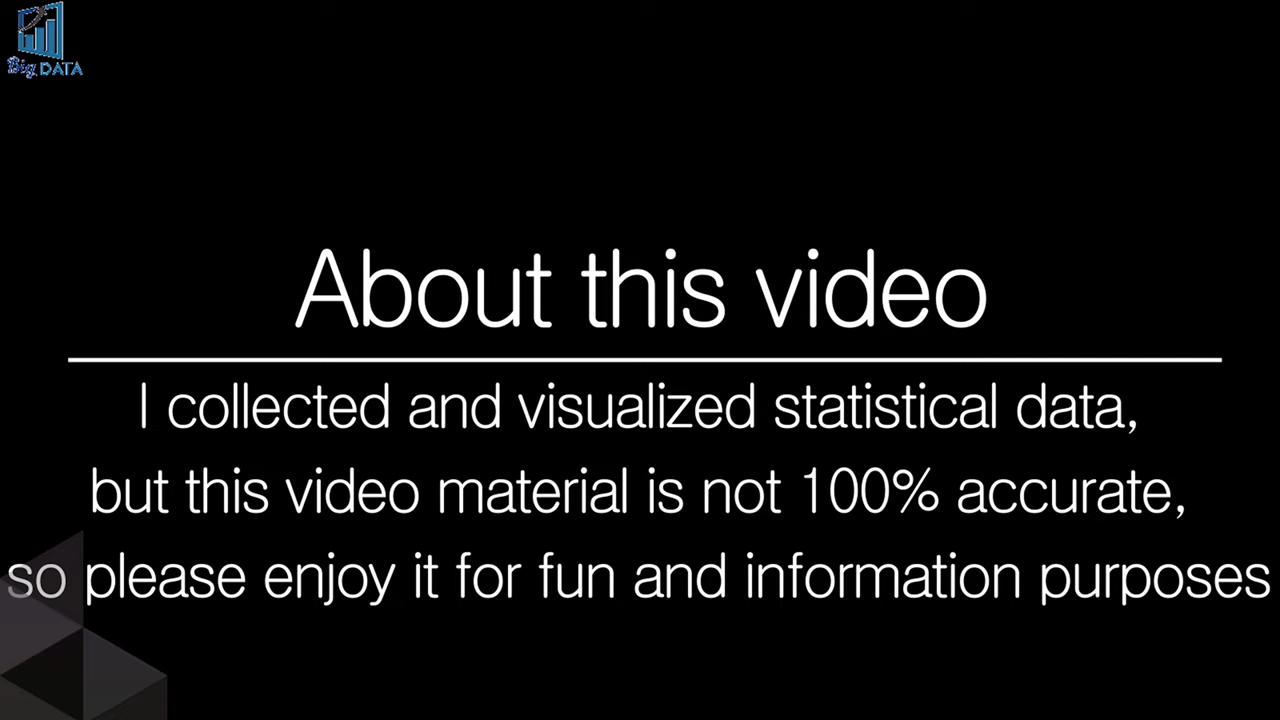 Big DATA
About this video
I collected and visualized statistical data,
but this video material is not 100% accurate,
so please enjoy it for fun and information purposes